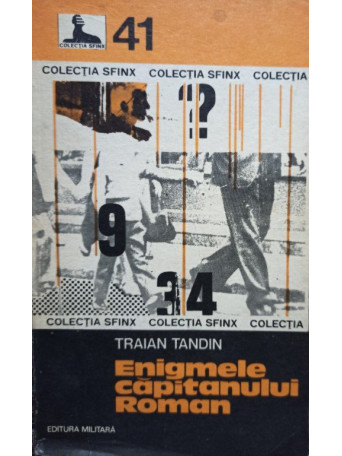 COLECȚIA SFINX
41
COLECȚIA SFINX COLECȚIA SFINX COLECȚIA
?
9
34
COLECȚIA SFINX COLECȚIA SFINX COLECȚIA
TRAIAN TANDIN
Enigmele
căpitanului
Roman
EDITURA MILITARĂ